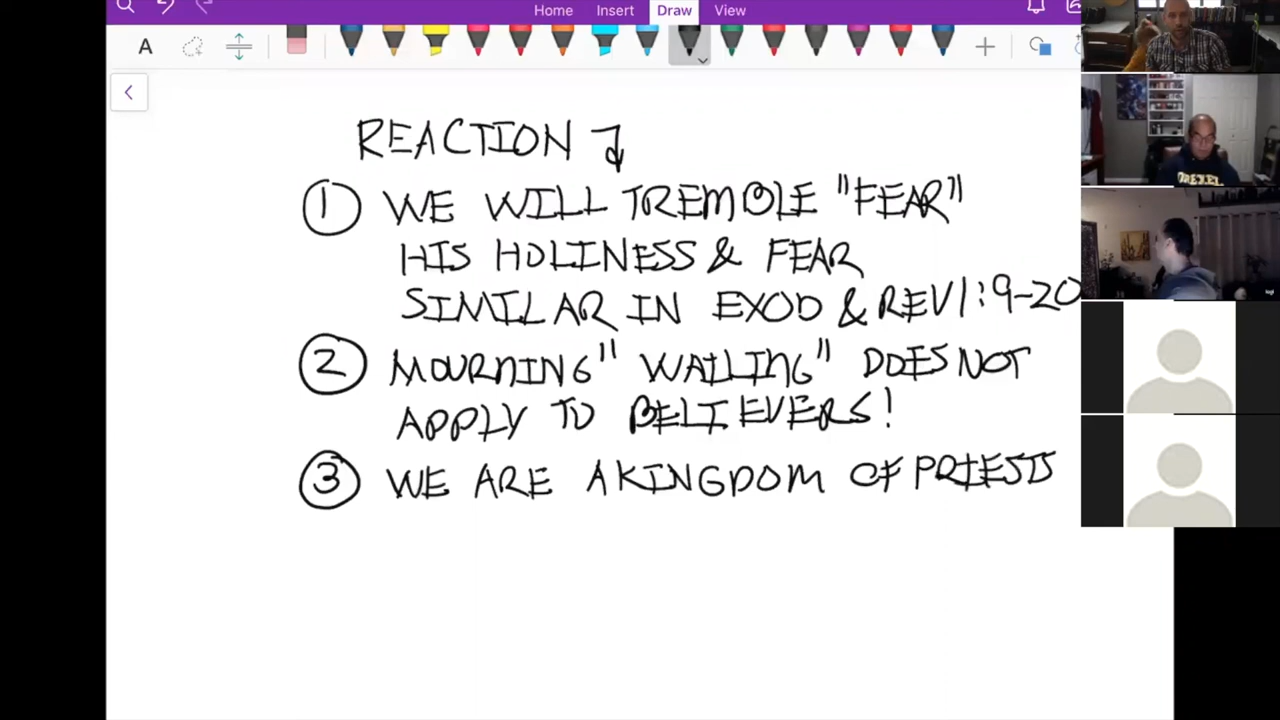 Home Insert Draw View
A
REACTION
① WE WILL TREMBLE "FEAR"
HIS HOLINESS & FEAR
SIMILAR IN EXOD & REV 1:9-20
② MOURNING" WAILING" DOES NOT
APPLY TO BELIEVERS!
③ WE ARE A KINGDOM OF PRIESTS
DREXEL